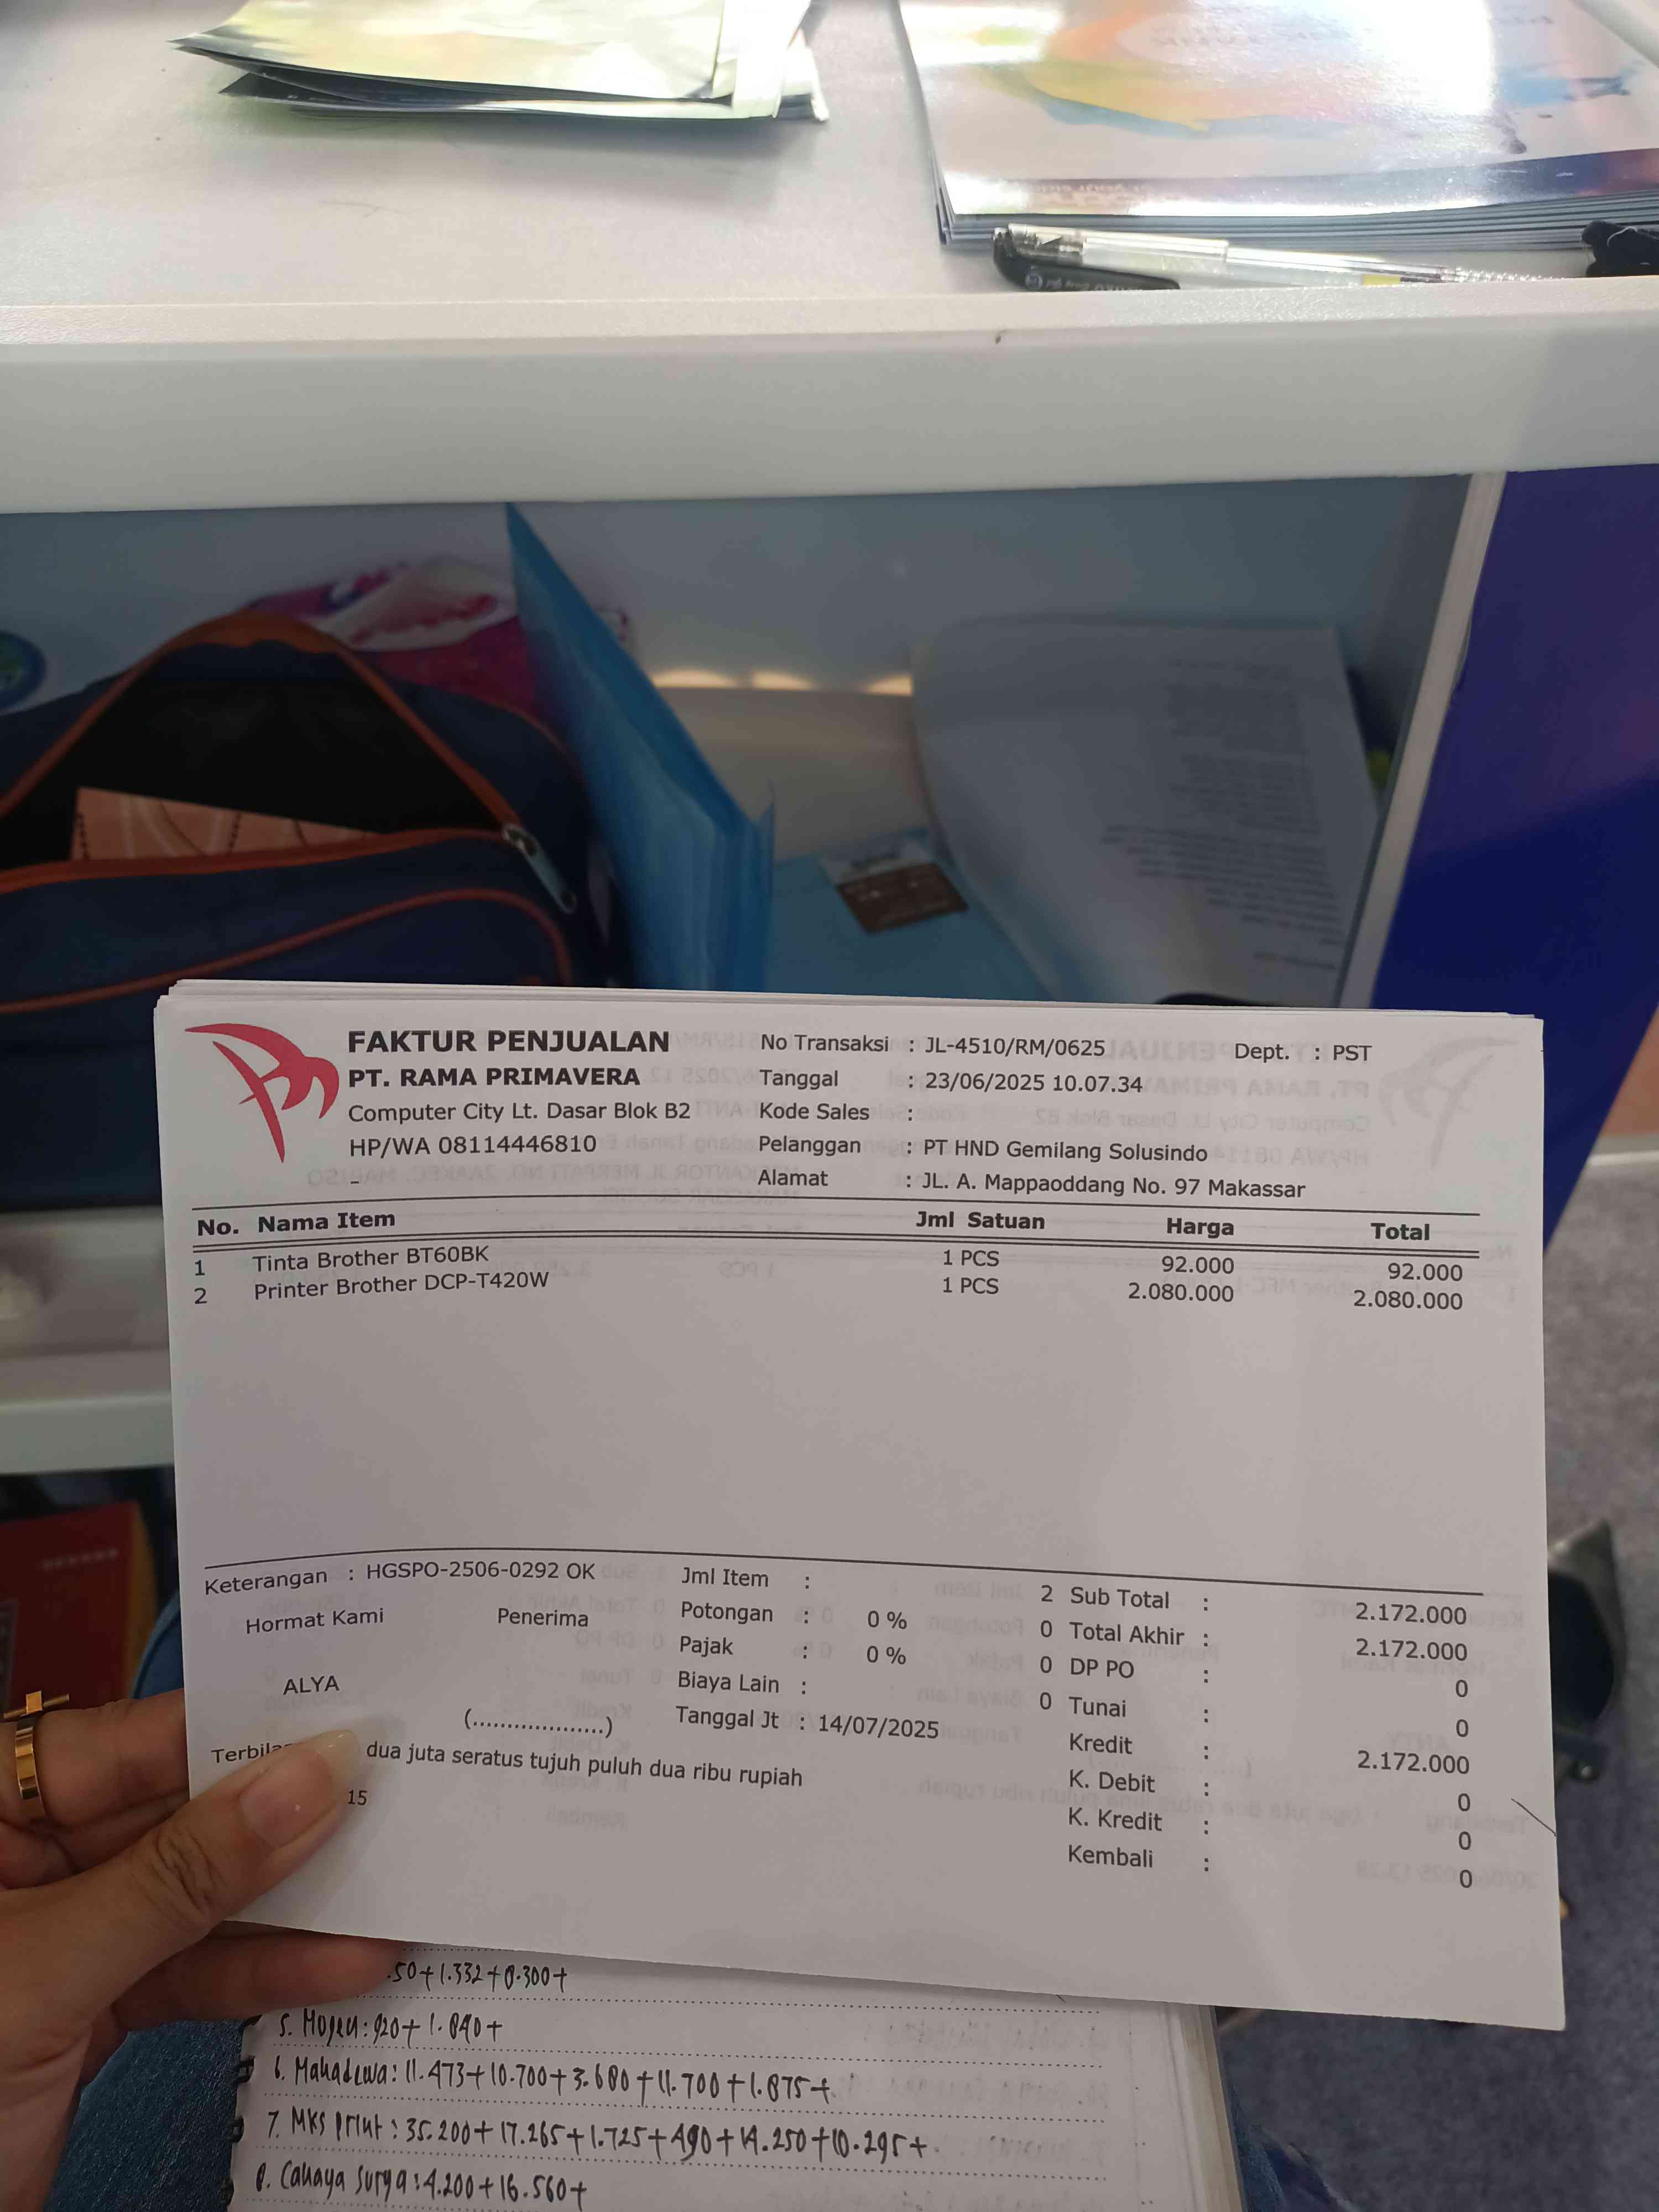 FAKTUR PENJUALAN
PT. RAMA PRIMAVERA
Computer City Lt. Dasar Blok B2
HP/WA 08114446810
-
No Transaksi : JL-4510/RM/0625 Dept. : PST
Tanggal : 23/06/2025 10.07.34
Kode Sales :
Pelanggan : PT HND Gemilang Solusindo
Alamat : JL. A. Mappaoddang No. 97 Makassar
No. Nama Item Jml Satuan Harga Total
1 Tinta Brother BT60BK 1 PCS 92.000 92.000
2 Printer Brother DCP-T420W 1 PCS 2.080.000 2.080.000
Keterangan : HGSPO-2506-0292 OK
Hormat Kami Penerima
ALYA
(....................)
Jml Item : 2
Potongan : 0 % 0
Pajak : 0 % 0
Biaya Lain : 0
Tanggal Jt : 14/07/2025
Sub Total : 2.172.000
Total Akhir : 2.172.000
DP PO : 0
Tunai : 0
Kredit : 2.172.000
K. Debit : 0
K. Kredit : 0
Kembali : 0
dua juta seratus tujuh puluh dua ribu rupiah
15
50+1.332+8.300+
5. : 920+1.840+
6. Mahadewa: 11.473+10.700+3.680+11.700+1.875+
7. MKS Print: 35.200+17.265+1.725+490+14.250+10.295+
8. Cahaya Surya: 4.200+16.560+